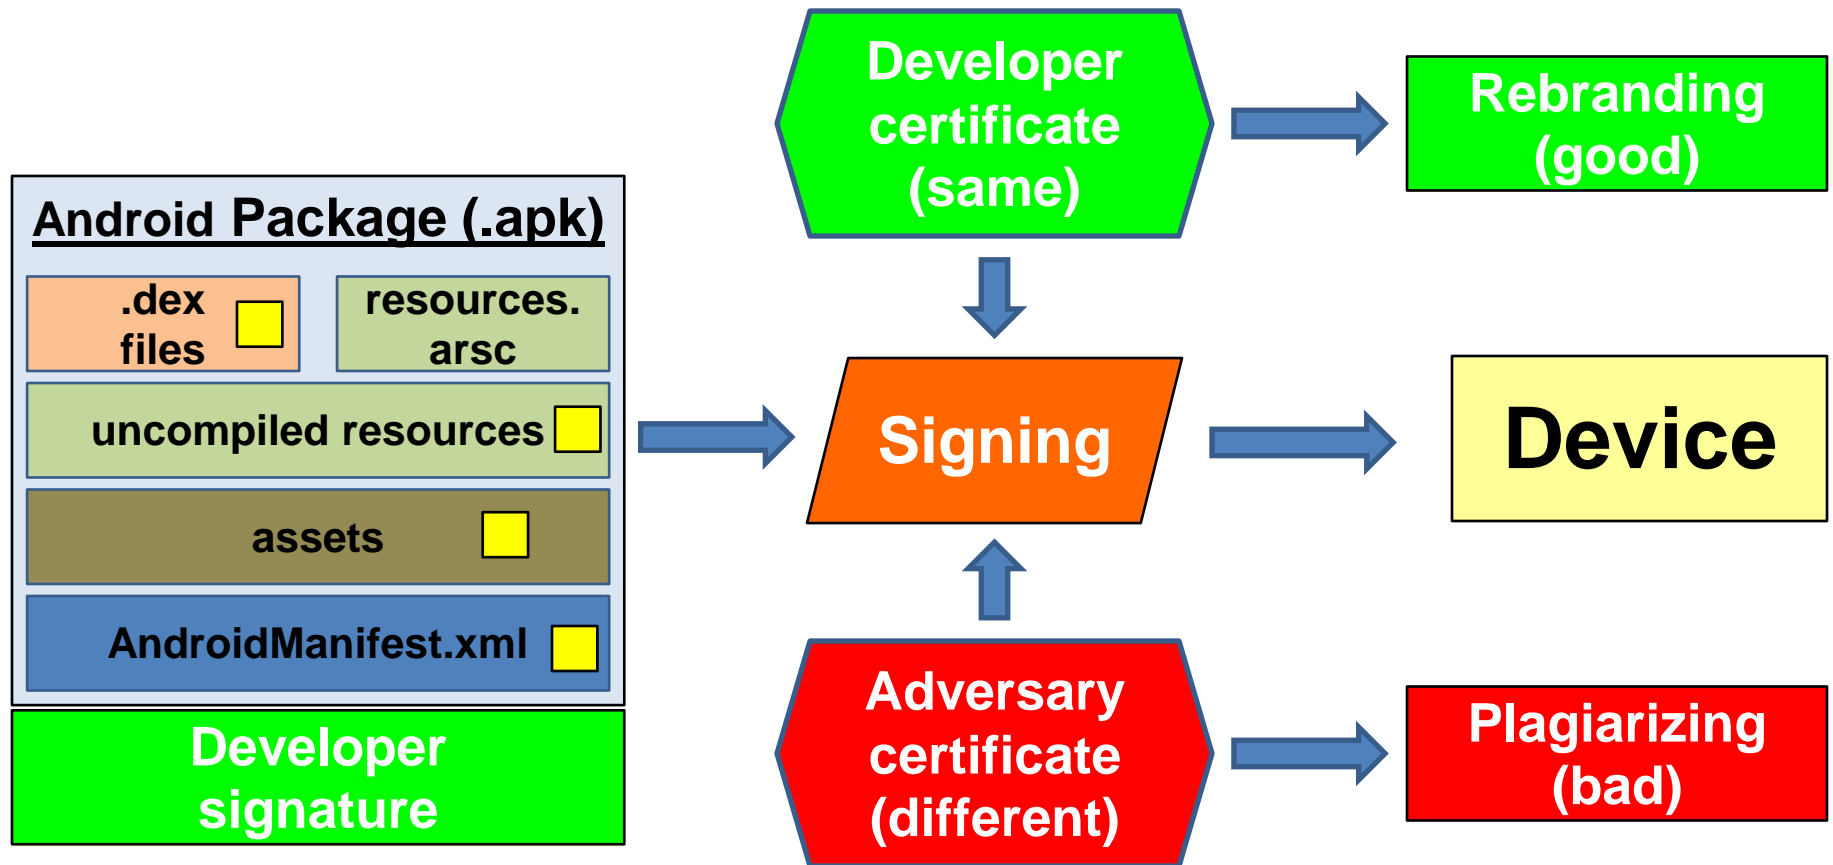 Android Package (.apk)
.dex
files
resources.
arsc
uncompiled resources
assets
AndroidManifest.xml
Developer
signature
Developer
certificate
(same)
Signing
Adversary
certificate
(different)
Rebranding
(good)
Device
Plagiarizing
(bad)